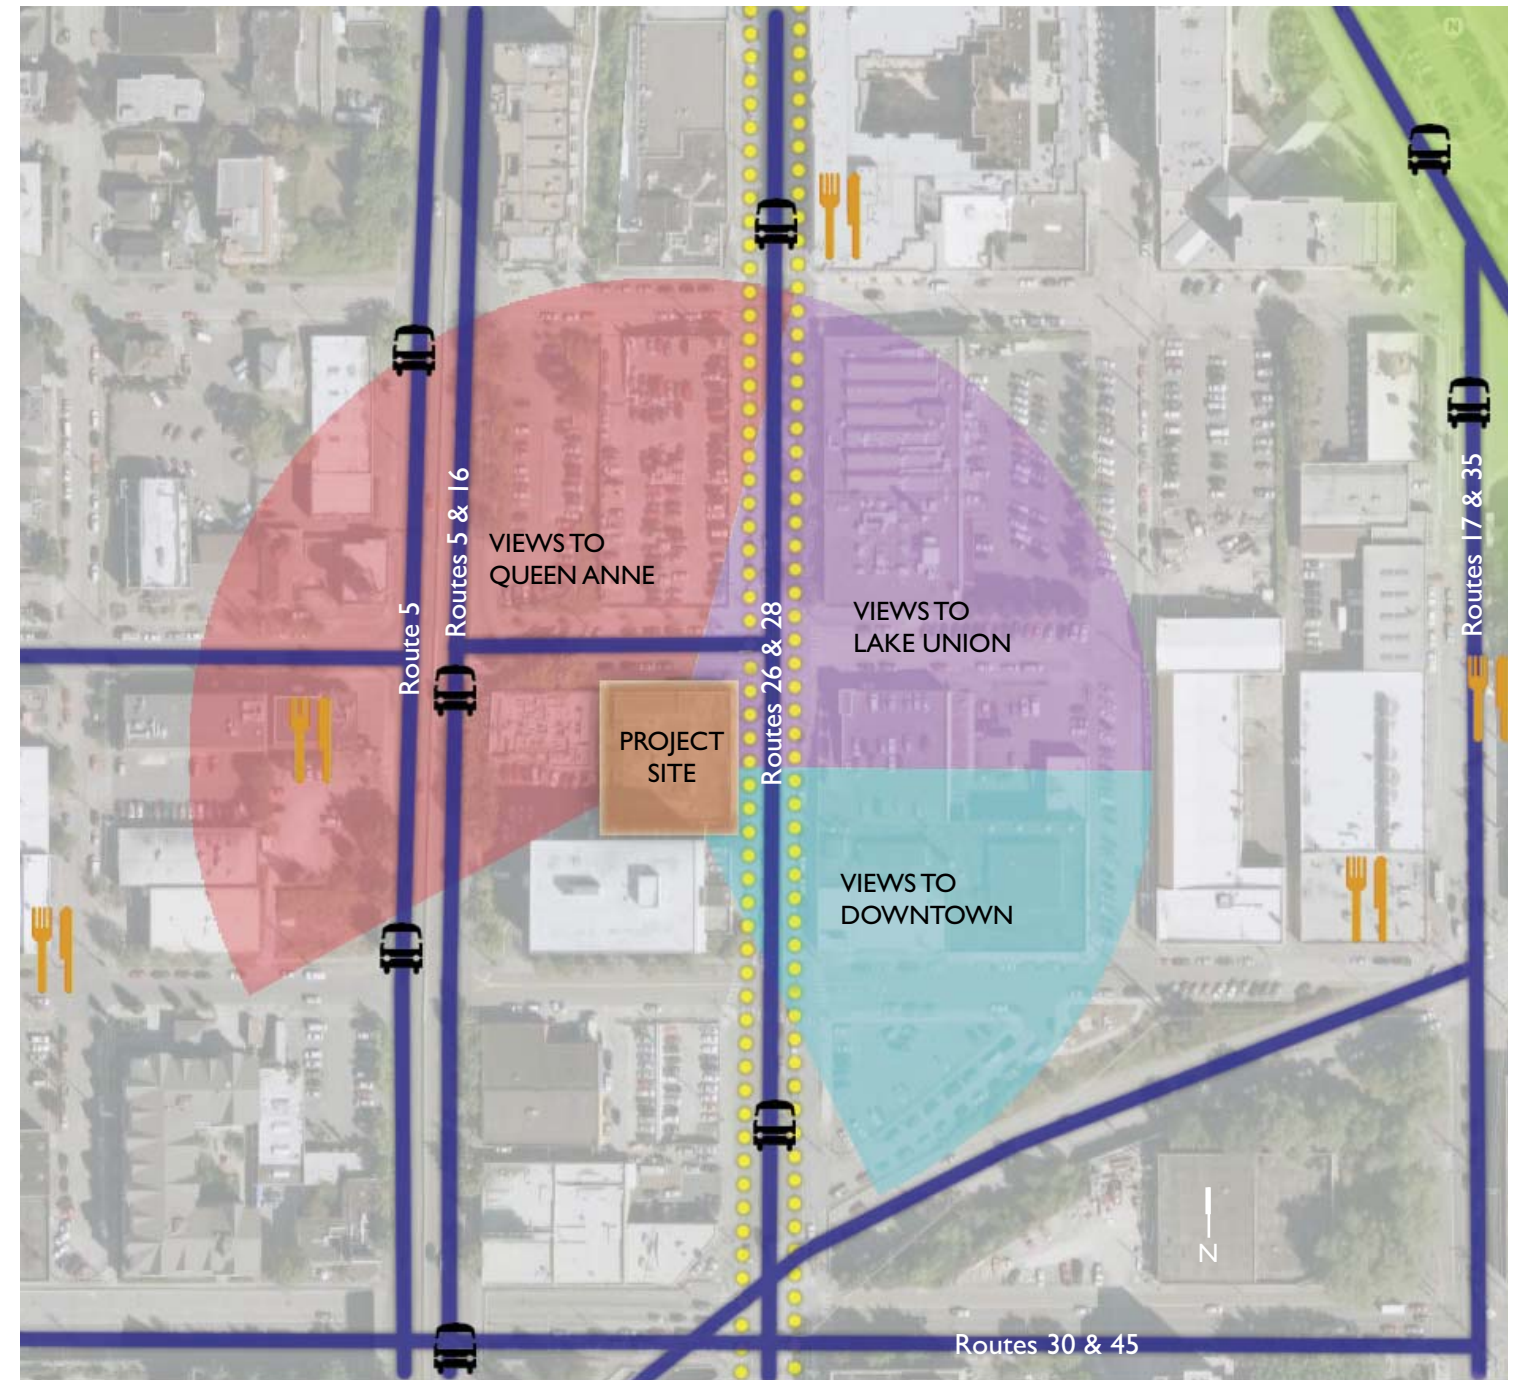 Routes 5 & 16
Routes 17 & 35
VIEWS TO
QUEEN ANNE
Route 5
Routes 26 & 28
VIEWS TO
LAKE UNION
PROJECT
SITE
VIEWS TO
DOWNTOWN
N
Routes 30 & 45